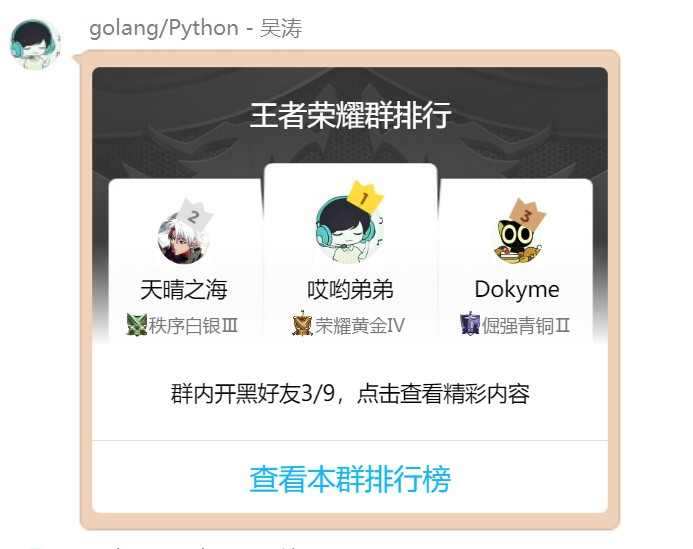 golang/Python - 吴涛
王者荣耀群排行
2
1
3
天晴之海
哎哟弟弟
Dokyme
秩序白银Ⅲ
荣耀黄金Ⅳ
倔强青铜Ⅱ
群内开黑好友3/9，点击查看精彩内容
查看本群排行榜